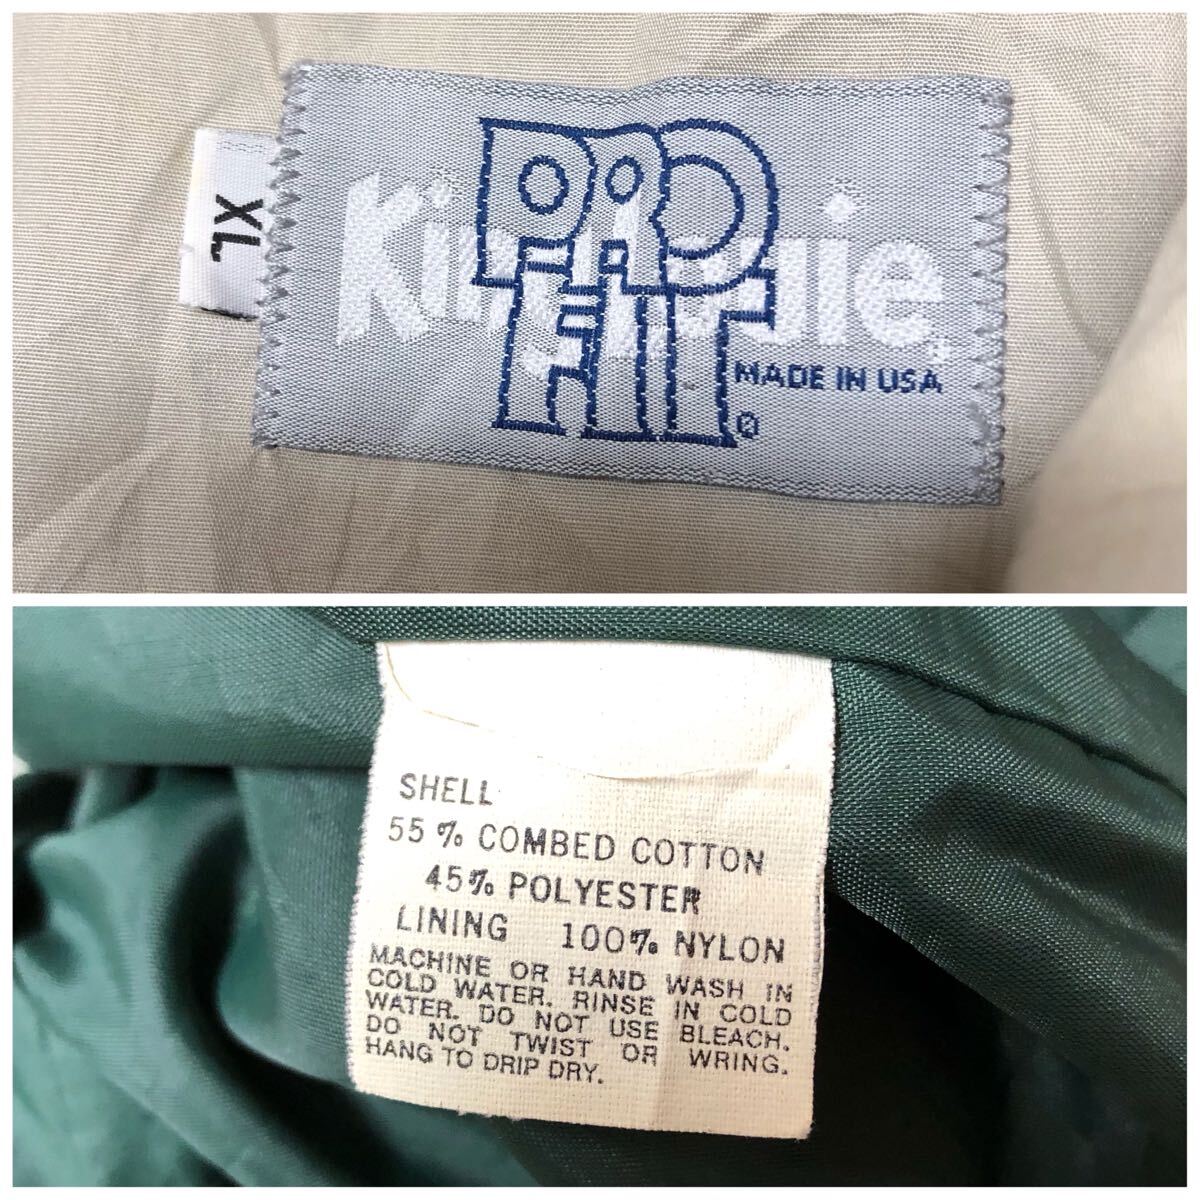 XL
PRO
FIT
MADE IN USA
®
SHELL
55% COMBED COTTON
45% POLYESTER
LINING 100% NYLON
MACHINE OR HAND WASH IN
COLD WATER. RINSE IN COLD
WATER. DO NOT USE BLEACH.
DO NOT TWIST OR WRING.
HANG TO DRIP DRY.